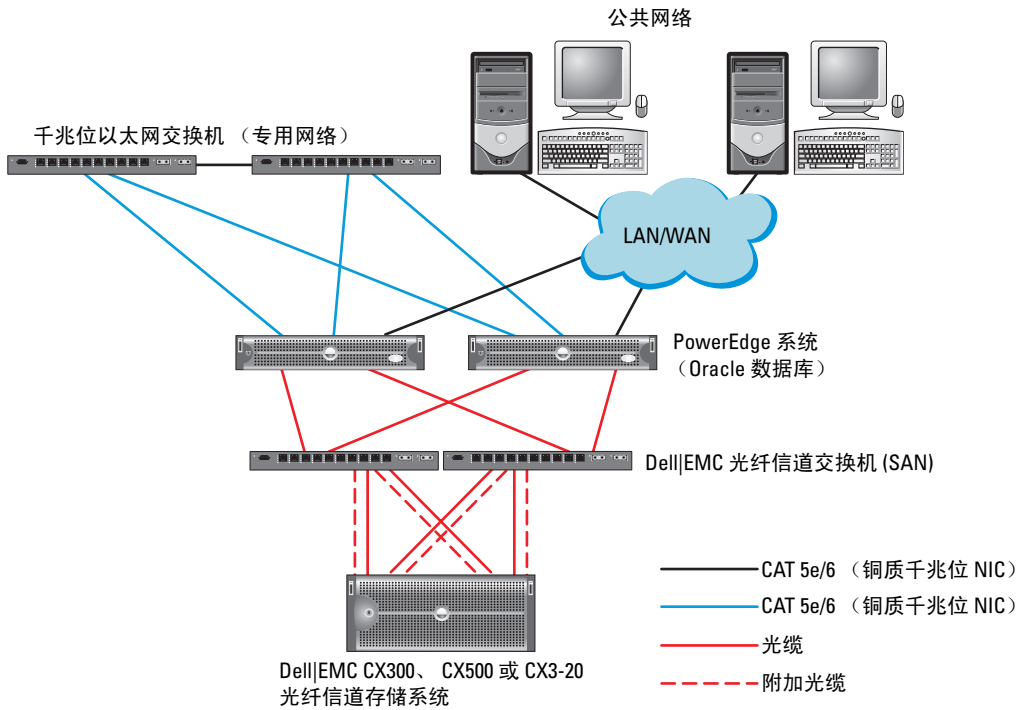 公共网络
千兆位以太网交换机 （专用网络）
LAN/WAN
PowerEdge 系统
（Oracle 数据库）
Dell|EMC 光纤信道交换机 (SAN)
CAT 5e/6 （铜质千兆位 NIC）
CAT 5e/6 （铜质千兆位 NIC）
光缆
附加光缆
Dell|EMC CX300、 CX500 或 CX3-20
光纤信道存储系统